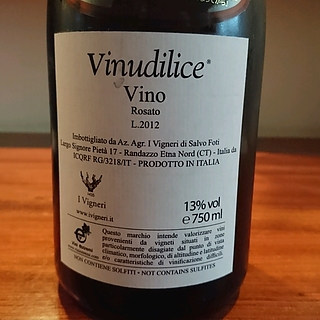 Vinudilice®
Vino
Rosato
L.2012
Imbottigliato da Az. Agr. I Vigneri di Salvo Foti
Largo Signore Pietà 17 - Randazzo Etna Nord (CT) - Italia da
ICQRF RG/3218/IT - PRODOTTO IN ITALIA
I Vigneri
www.ivigneri.it
13% vol
e 750 ml
Questo marchio intende valorizzare vini
provenienti da vigneti situati in zone
particolarmente disagiate dal punto di vista
climatico, morfologico, di altitudine e latitudine
e/o caratteristiche di vinificazione difficili.
NON CONTIENE SOLFITI - NOT CONTAINS SULFITES